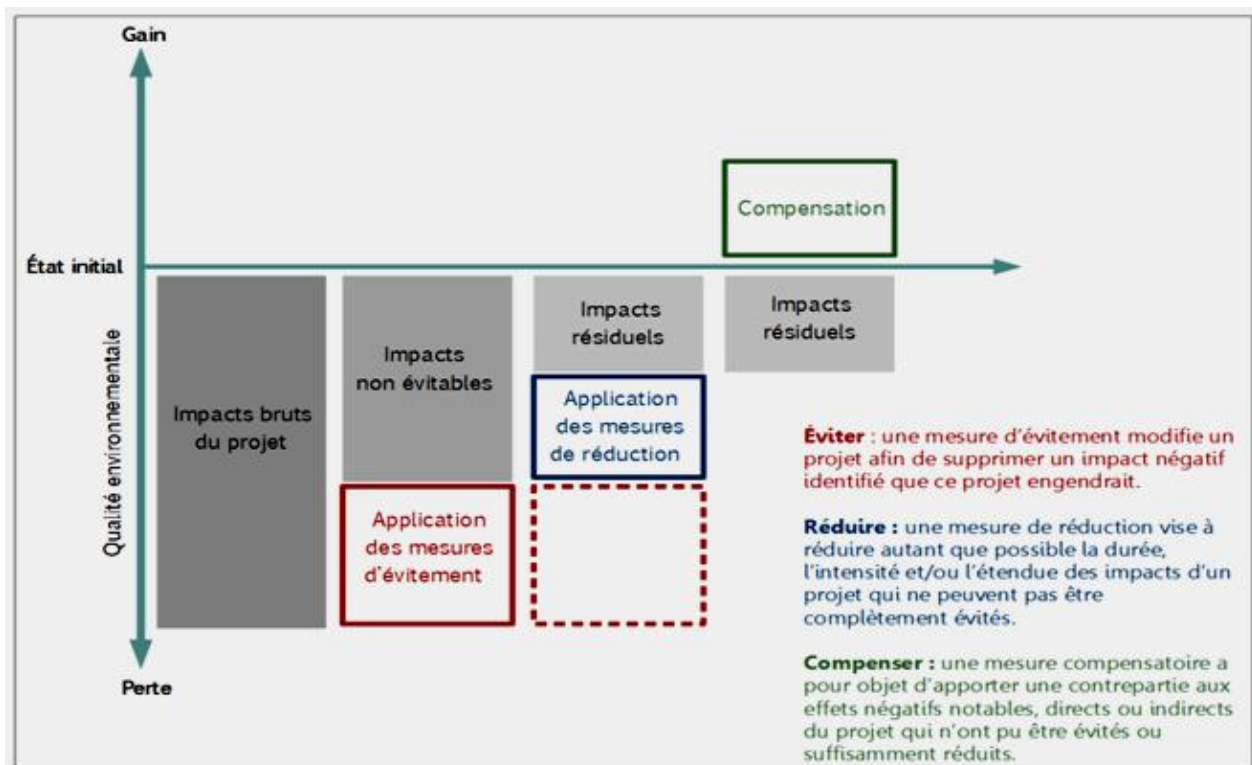 Gain
Compensation
État initial
Impacts
résiduels
Impacts
résiduels
Impacts
non évitables
Impacts bruts
du projet
Application
des mesures
de réduction
Application
des mesures
d'évitement
Qualité environnementale
Perte
Éviter : une mesure d'évitement modifie un
projet afin de supprimer un impact négatif
identifié que ce projet engendrait.
Réduire : une mesure de réduction vise à
réduire autant que possible la durée,
l'intensité et/ou l'étendue des impacts d'un
projet qui ne peuvent pas être
complètement évités.
Compenser : une mesure compensatoire a
pour objet d'apporter une contrepartie aux
effets négatifs notables, directs ou indirects
du projet qui n'ont pu être évités ou
suffisamment réduits.